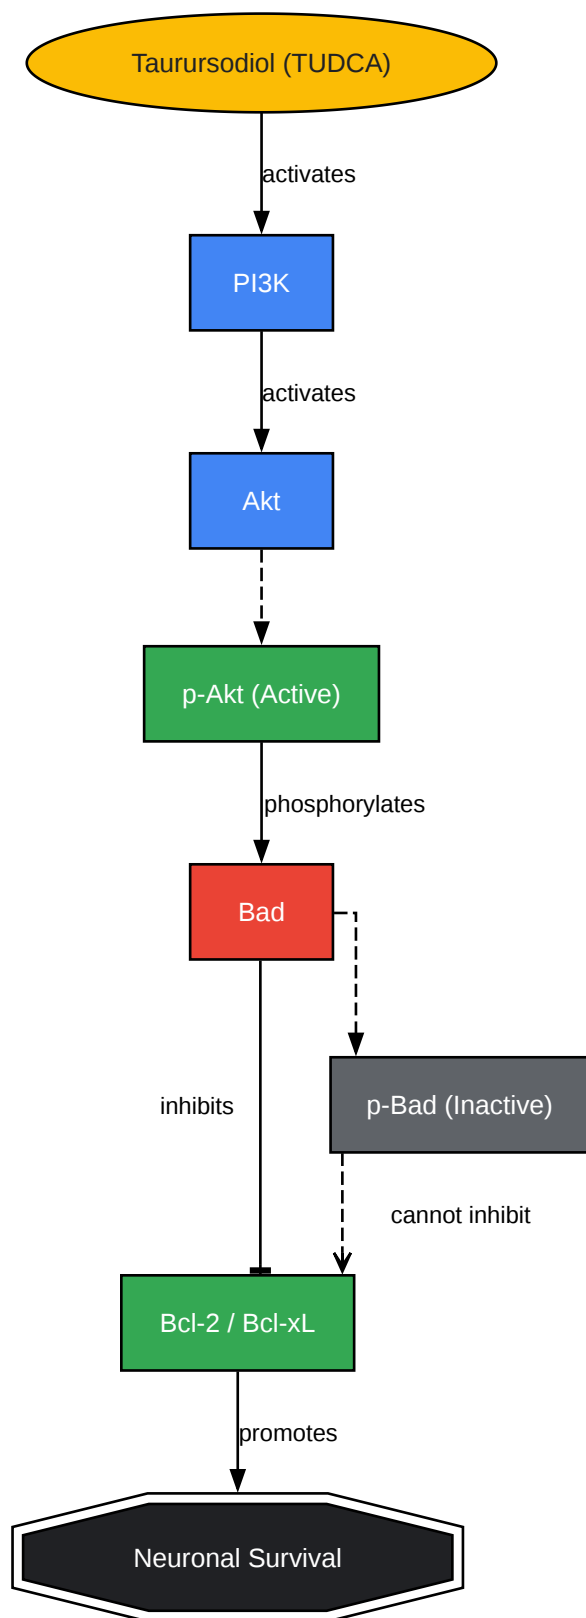 Taurursodiol (TUDCA)
activates
PI3K
activates
Akt
p-Akt (Active)
phosphorylates
Bad
inhibits
p-Bad (Inactive)
cannot inhibit
Bcl-2 / Bcl-xL
promotes
Neuronal Survival